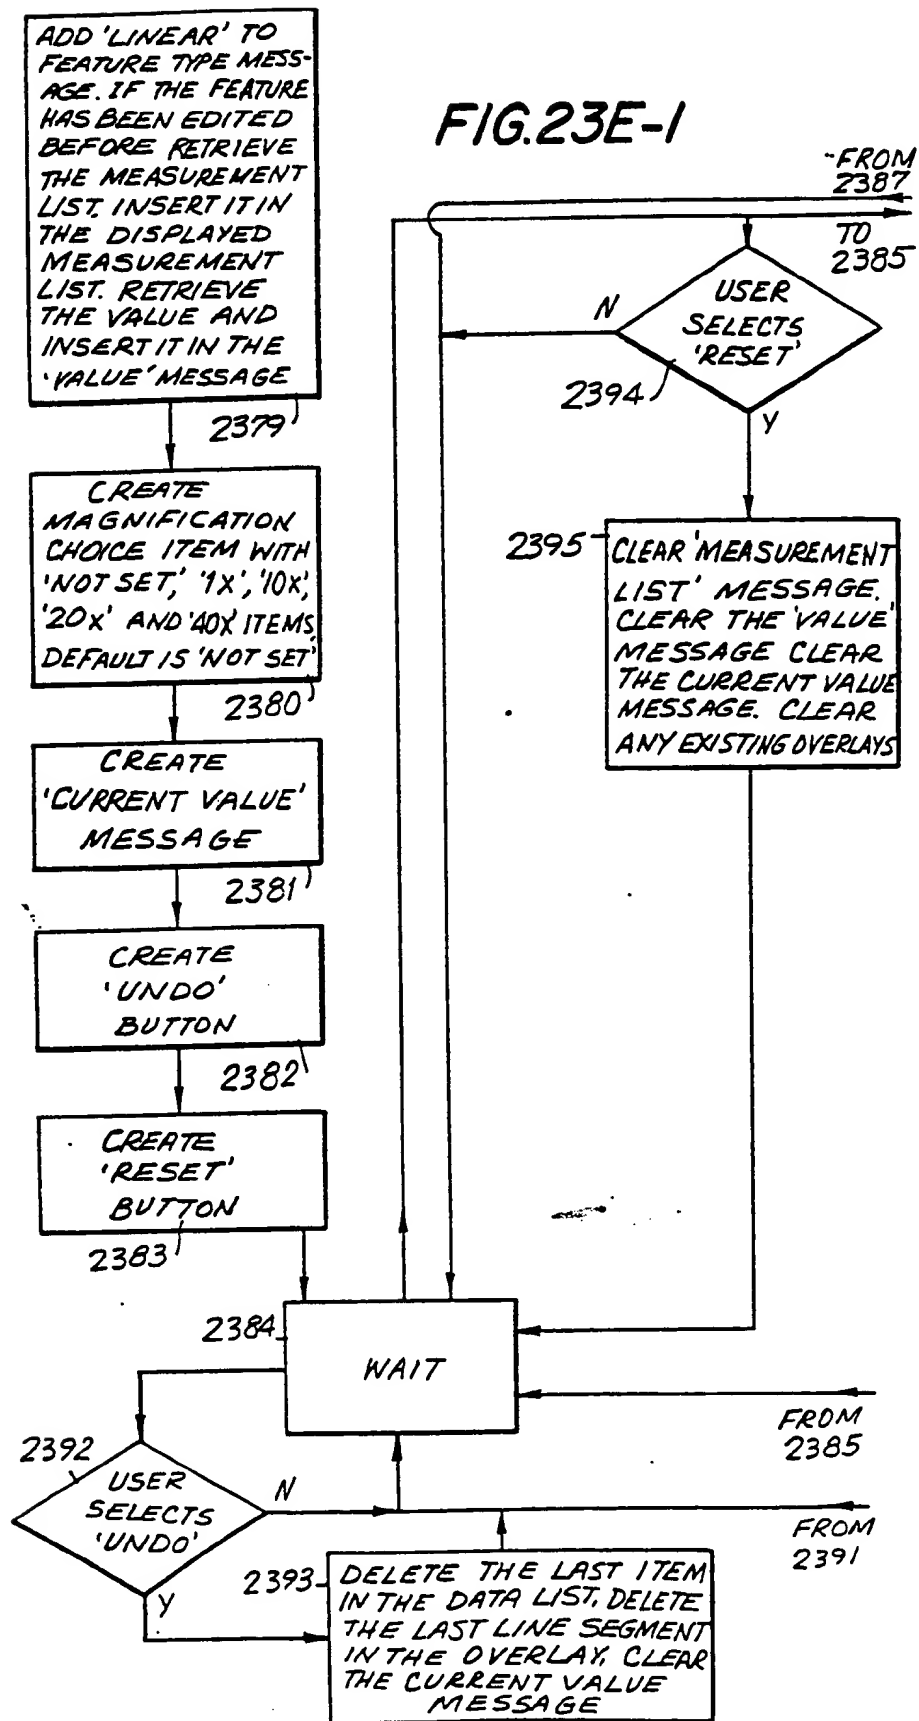 ADD 'LINEAR' TO
FEATURE TYPE MESS-
AGE. IF THE FEATURE
HAS BEEN EDITED
BEFORE RETRIEVE
THE MEASUREMENT
LIST. INSERT IT IN
THE DISPLAYED
MEASUREMENT
LIST. RETRIEVE
THE VALUE AND
INSERT IT IN THE
'VALUE' MESSAGE
2379
CREATE
MAGNIFICATION
CHOICE ITEM WITH
'NOT SET,' '1X', '10X',
'20X' AND '40X' ITEMS,
DEFAULT IS 'NOT SET'
2380
CREATE
'CURRENT VALUE'
MESSAGE
2381
CREATE
'UNDO'
BUTTON
2382
CREATE
'RESET'
BUTTON
2383
FIG.23E-1
FROM
2387
TO
2385
USER
SELECTS
'RESET'
N
2394
Y
2395
CLEAR 'MEASUREMENT
LIST' MESSAGE.
CLEAR THE 'VALUE'
MESSAGE CLEAR
THE CURRENT VALUE
MESSAGE. CLEAR
ANY EXISTING OVERLAYS
2384
WAIT
FROM
2385
2392
USER
SELECTS
'UNDO'
N
Y
FROM
2391
2393
DELETE THE LAST ITEM
IN THE DATA LIST, DELETE
THE LAST LINE SEGMENT
IN THE OVERLAY, CLEAR
THE CURRENT VALUE
MESSAGE